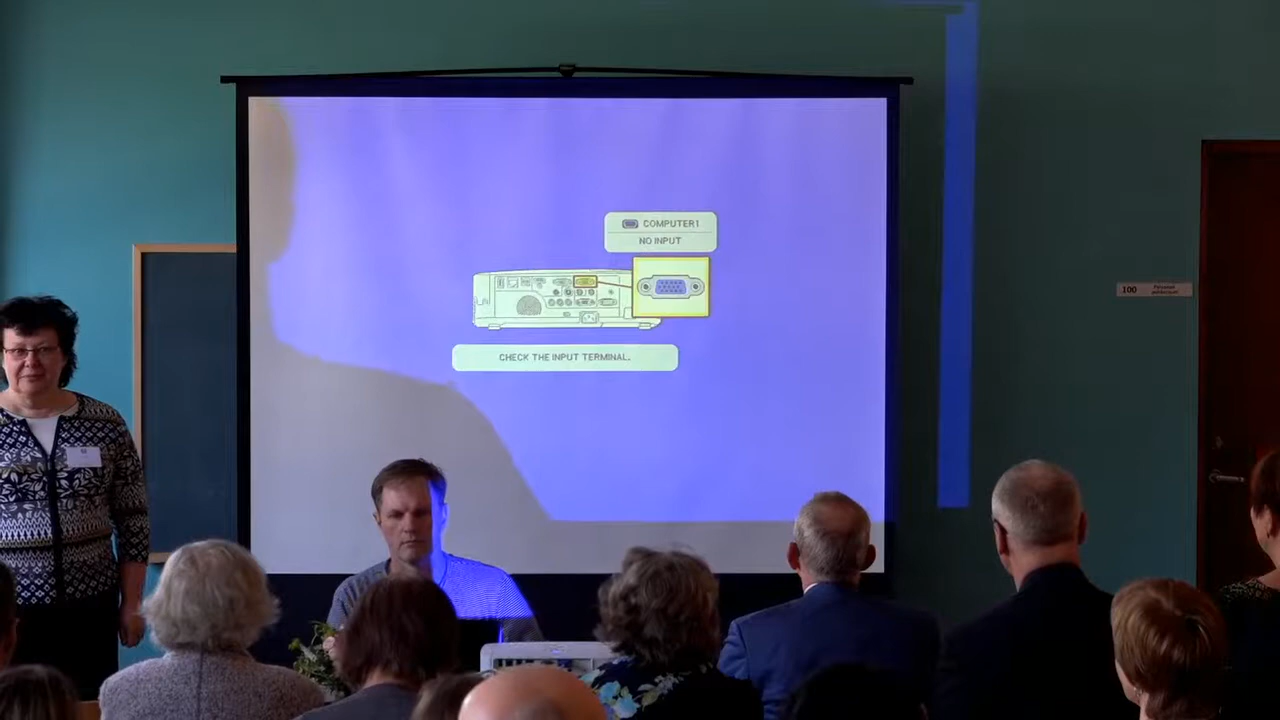 COMPUTER1
NO INPUT
CHECK THE INPUT TERMINAL.
100